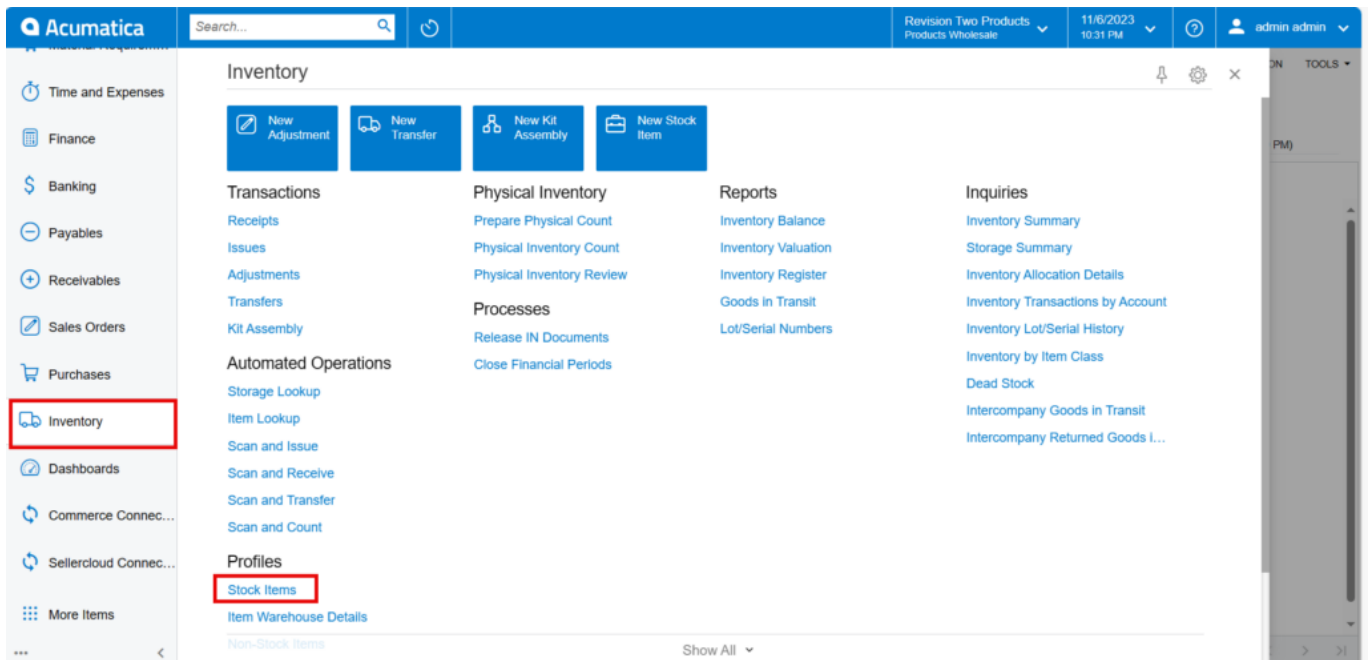 Acumatica
Search...
Revision Two Products
Products Wholesale
11/6/2023
10:31 PM
admin admin
Time and Expenses
Finance
Banking
Payables
Receivables
Sales Orders
Purchases
Inventory
Dashboards
Commerce Connec...
Sellercloud Connec...
More Items
Inventory
New
Adjustment
New
Transfer
New Kit
Assembly
New Stock
Item
Transactions
Receipts
Issues
Adjustments
Transfers
Kit Assembly
Automated Operations
Storage Lookup
Item Lookup
Scan and Issue
Scan and Receive
Scan and Transfer
Scan and Count
Profiles
Stock Items
Item Warehouse Details
Non-Stock Items
Physical Inventory
Prepare Physical Count
Physical Inventory Count
Physical Inventory Review
Processes
Release IN Documents
Close Financial Periods
Reports
Inventory Balance
Inventory Valuation
Inventory Register
Goods in Transit
Lot/Serial Numbers
Inquiries
Inventory Summary
Storage Summary
Inventory Allocation Details
Inventory Transactions by Account
Inventory Lot/Serial History
Inventory by Item Class
Dead Stock
Intercompany Goods in Transit
Intercompany Returned Goods i...
Show All
TOOLS
PM)